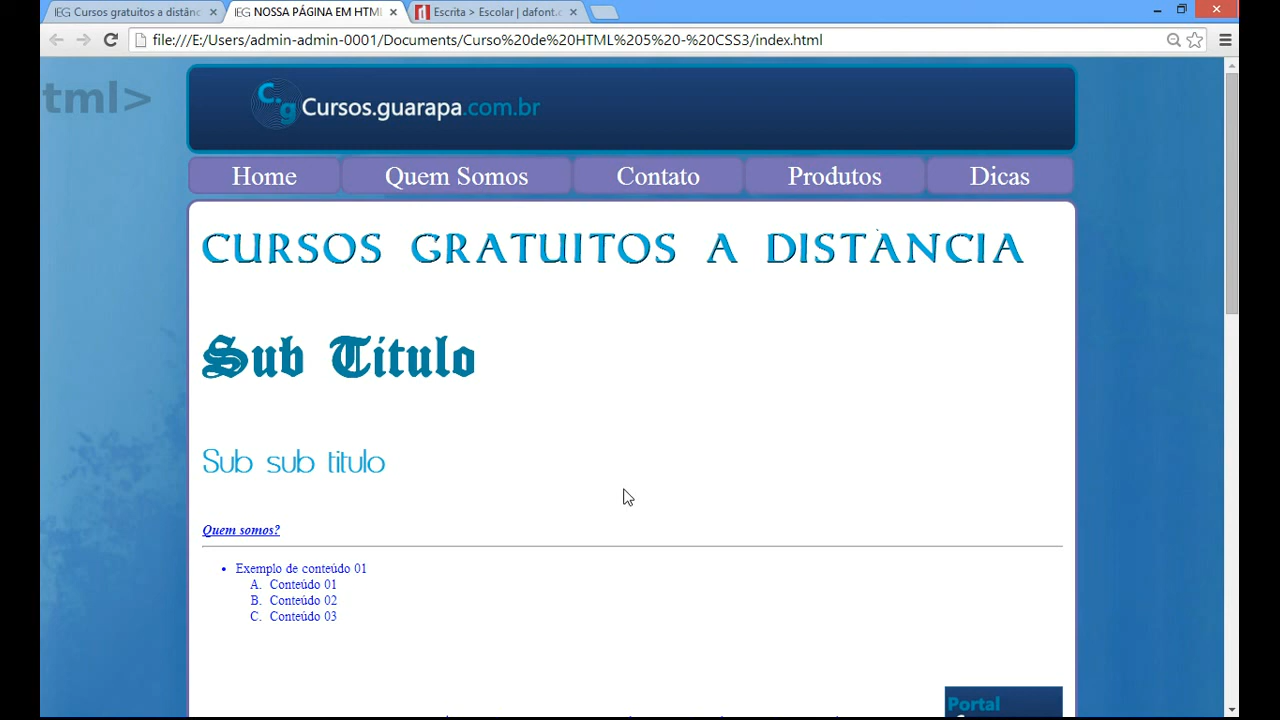 IEG Cursos gratuitos a distânc
IEG NOSSA PÁGINA EM HTML
Escrita > Escolar | dafont.c
file:///E:/Users/admin-admin-0001/Documents/Curso%20de%20HTML%205%20-%20CSS3/index.html
tml>
C.g Cursos.guarapa.com.br
Home Quem Somos Contato Produtos Dicas
CURSOS GRATUITOS A DISTÂNCIA
Sub Titulo
Sub sub titulo
Quem somos?
• Exemplo de conteúdo 01
A. Conteúdo 01
B. Conteúdo 02
C. Conteúdo 03
Portal